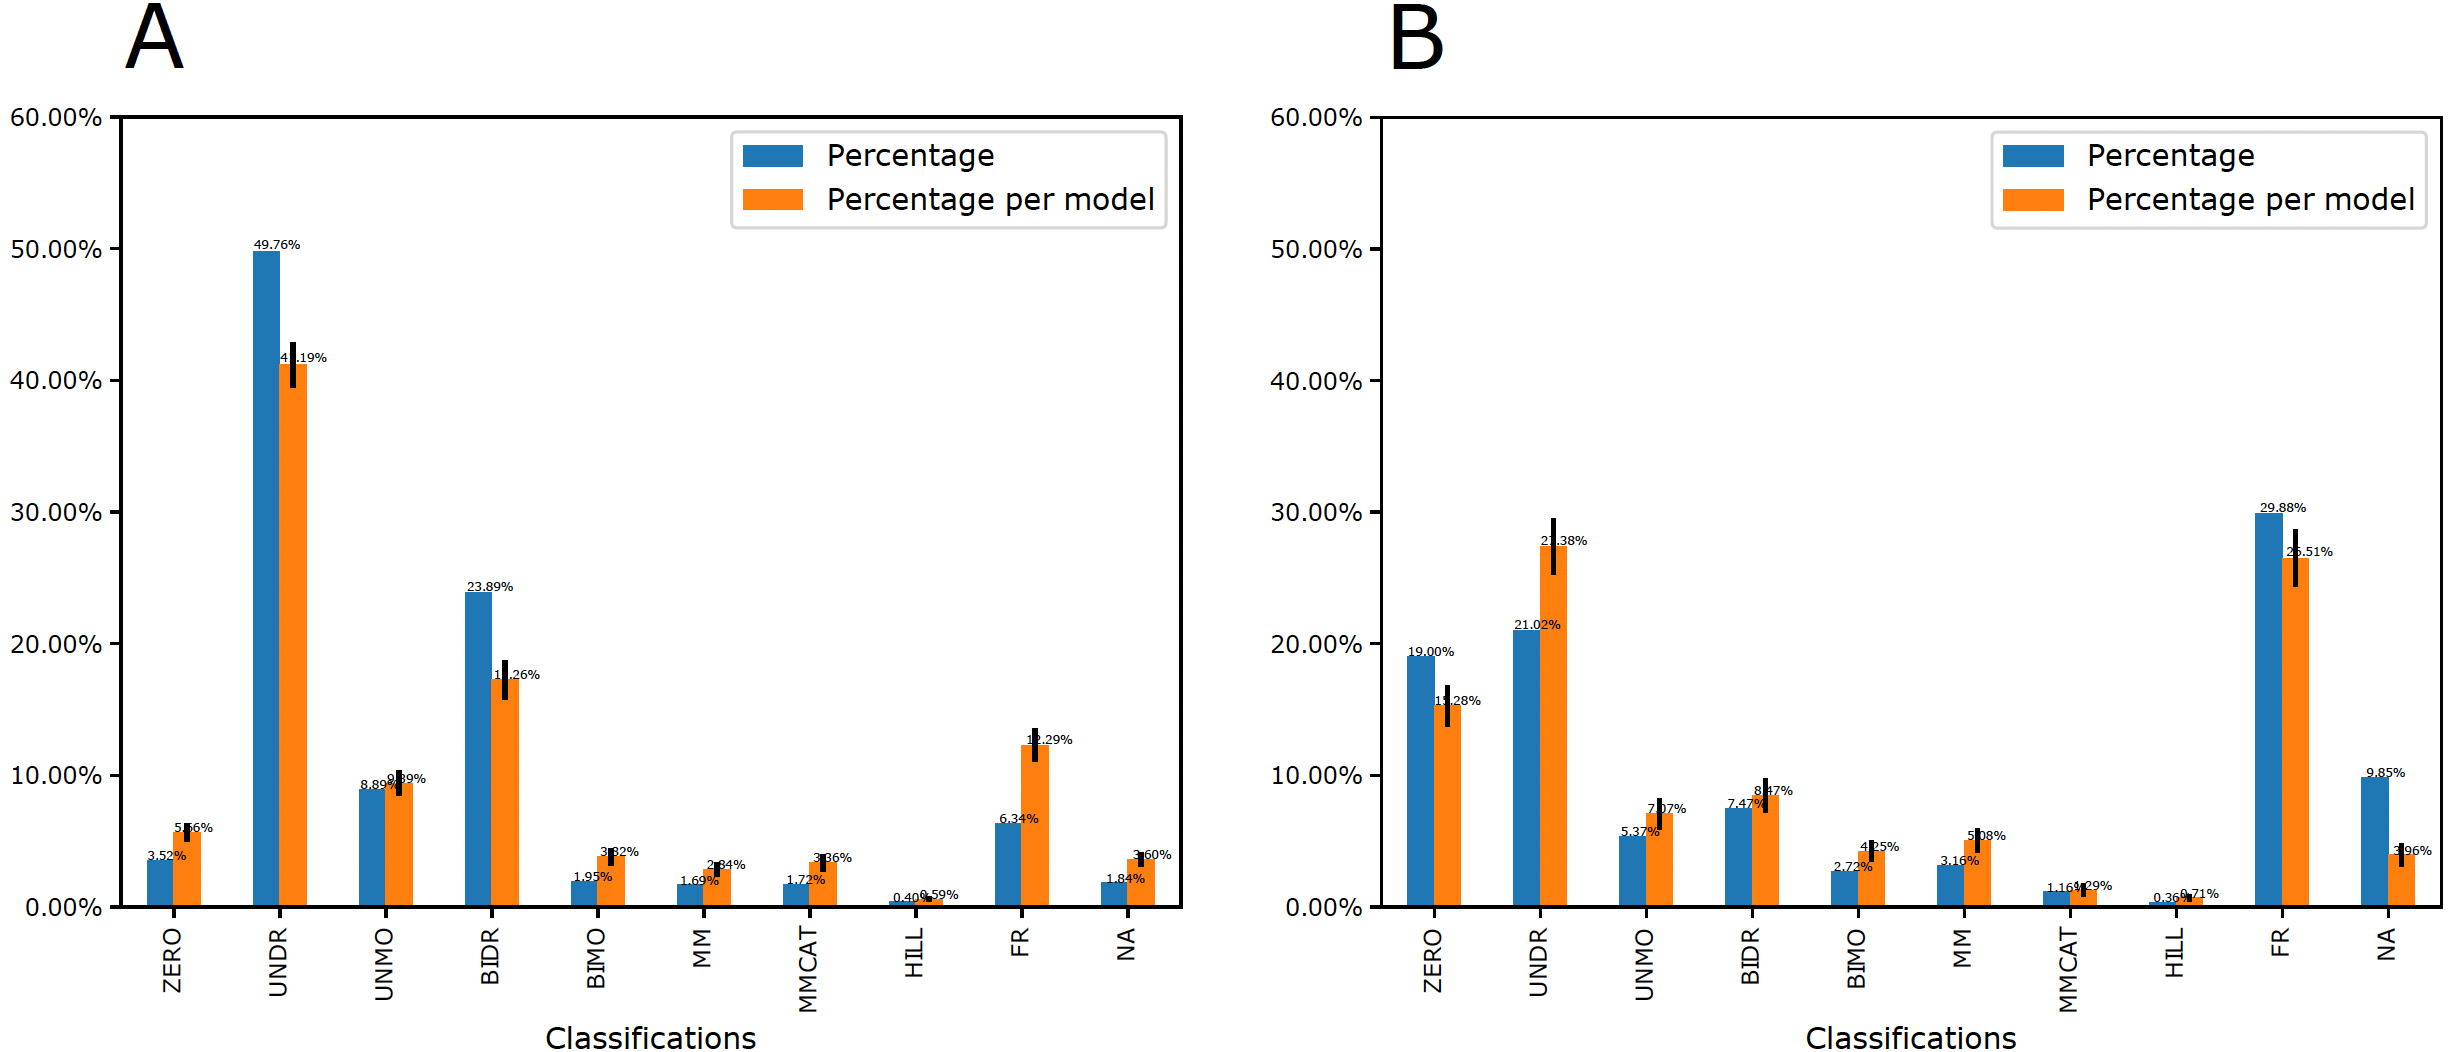 A
60.00%
50.00%
40.00%
30.00%
20.00%
10.00%
0.00%
Percentage
Percentage per model
3.52%
5.66%
49.76%
41.19%
8.89%
9.39%
23.89%
17.26%
1.95%
3.82%
1.69%
2.84%
1.72%
3.36%
0.40%
0.59%
6.34%
12.29%
1.84%
3.60%
ZERO
UNDR
UNMO
BIDR
BIMO
MM
MMCAT
HILL
FR
NA
Classifications
B
60.00%
50.00%
40.00%
30.00%
20.00%
10.00%
0.00%
Percentage
Percentage per model
19.00%
15.28%
21.02%
27.38%
5.37%
7.07%
7.47%
8.47%
2.72%
4.25%
3.16%
5.08%
1.16%
1.29%
0.36%
0.71%
29.88%
26.51%
9.85%
3.96%
ZERO
UNDR
UNMO
BIDR
BIMO
MM
MMCAT
HILL
FR
NA
Classifications